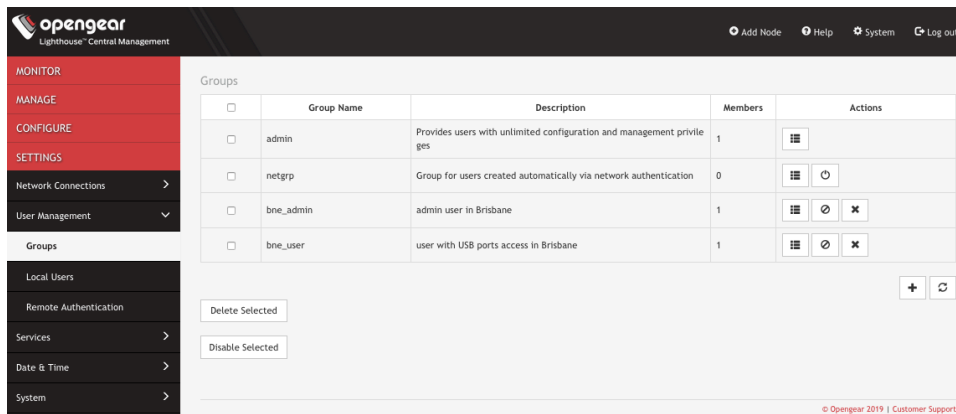 opengear
Lighthouse™ Central Management
Add Node
Help
System
Log out
MONITOR
MANAGE
CONFIGURE
SETTINGS
Network Connections
User Management
Groups
Local Users
Remote Authentication
Services
Date & Time
System
Groups
Group Name Description Members Actions
admin Provides users with unlimited configuration and management privile
ges 1
netgrp Group for users created automatically via network authentication 0
bne_admin admin user in Brisbane 1
bne_user user with USB ports access in Brisbane 1
Delete Selected
Disable Selected
© Opengear 2019 | Customer Support